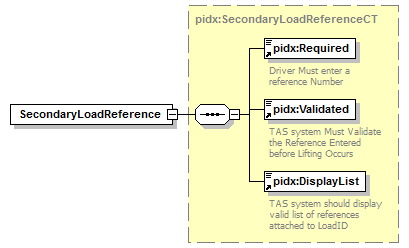 pidx:SecondaryLoadReferenceCT
pidx:Required
Driver Must enter a
reference Number
SecondaryLoadReference
pidx:Validated
TAS system Must Validate
the Reference Entered
before Lifting Occurs
pidx:DisplayList
TAS system should display
valid list of references
attached to LoadID